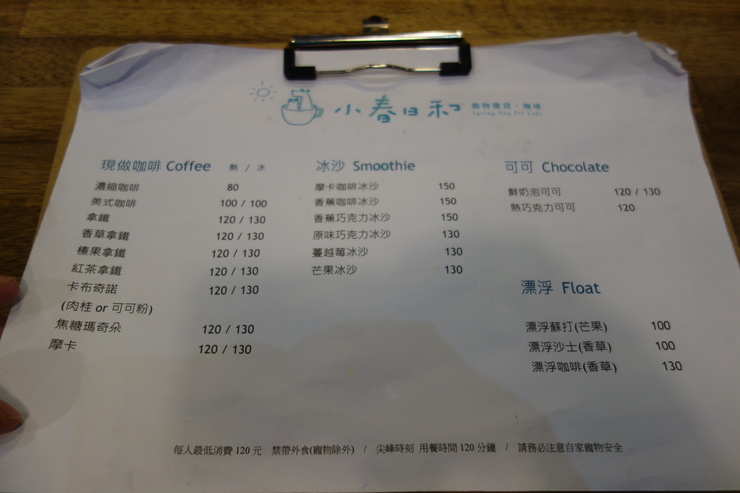 小春日和 寵物雜貨・咖啡
Spring Day Pet Cafe
現做咖啡 Coffee 熱 / 冰
濃縮咖啡 80
美式咖啡 100 / 100
拿鐵 120 / 130
香草拿鐵 120 / 130
榛果拿鐵 120 / 130
紅茶拿鐵 120 / 130
卡布奇諾 120 / 130
(肉桂 or 可可粉)
焦糖瑪奇朵 120 / 130
摩卡 120 / 130
冰沙 Smoothie
摩卡咖啡冰沙 150
香蕉咖啡冰沙 150
香蕉巧克力冰沙 150
原味巧克力冰沙 130
蔓越莓冰沙 130
芒果冰沙 130
可可 Chocolate
鮮奶泡可可 120 / 130
熱巧克力可可 120
漂浮 Float
漂浮蘇打(芒果) 100
漂浮沙士(香草) 100
漂浮咖啡(香草) 130
每人最低消費 120 元 禁帶外食(寵物除外) / 尖峰時刻 用餐時間 120 分鐘 / 請務必注意自家寵物安全